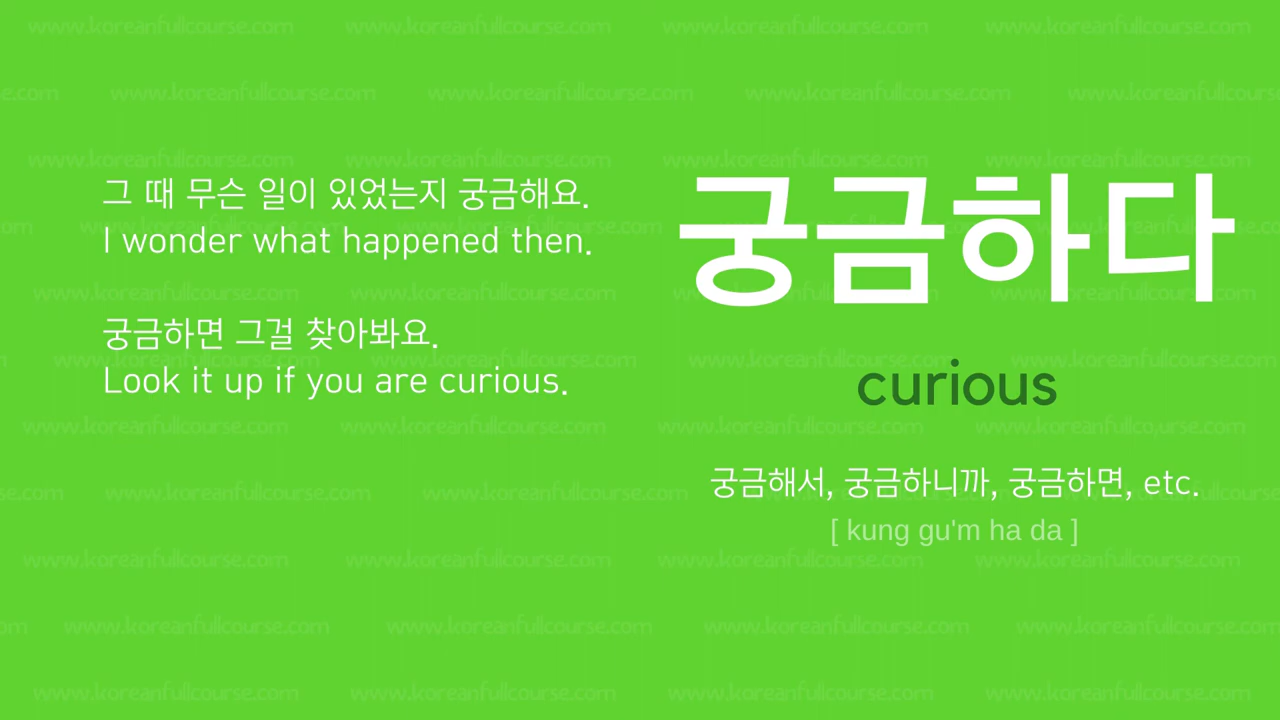 그 때 무슨 일이 있었는지 궁금해요.
I wonder what happened then.
궁금하면 그걸 찾아봐요.
Look it up if you are curious.
궁금하다
curious
궁금해서, 궁금하니까, 궁금하면, etc.
[ kung gu'm ha da ]
www.koreanfullcourse.com